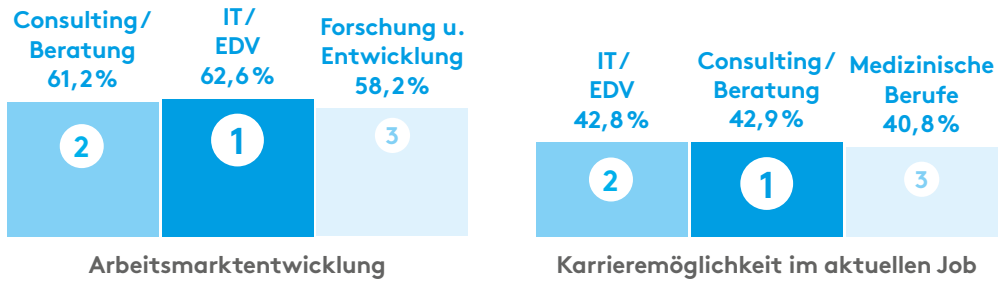 Consulting /
Beratung
61,2 %
2
IT /
EDV
62,6 %
1
Forschung u.
Entwicklung
58,2 %
3
Arbeitsmarktentwicklung
IT /
EDV
42,8 %
2
Consulting /
Beratung
42,9 %
1
Medizinische
Berufe
40,8 %
3
Karrieremöglichkeit im aktuellen Job